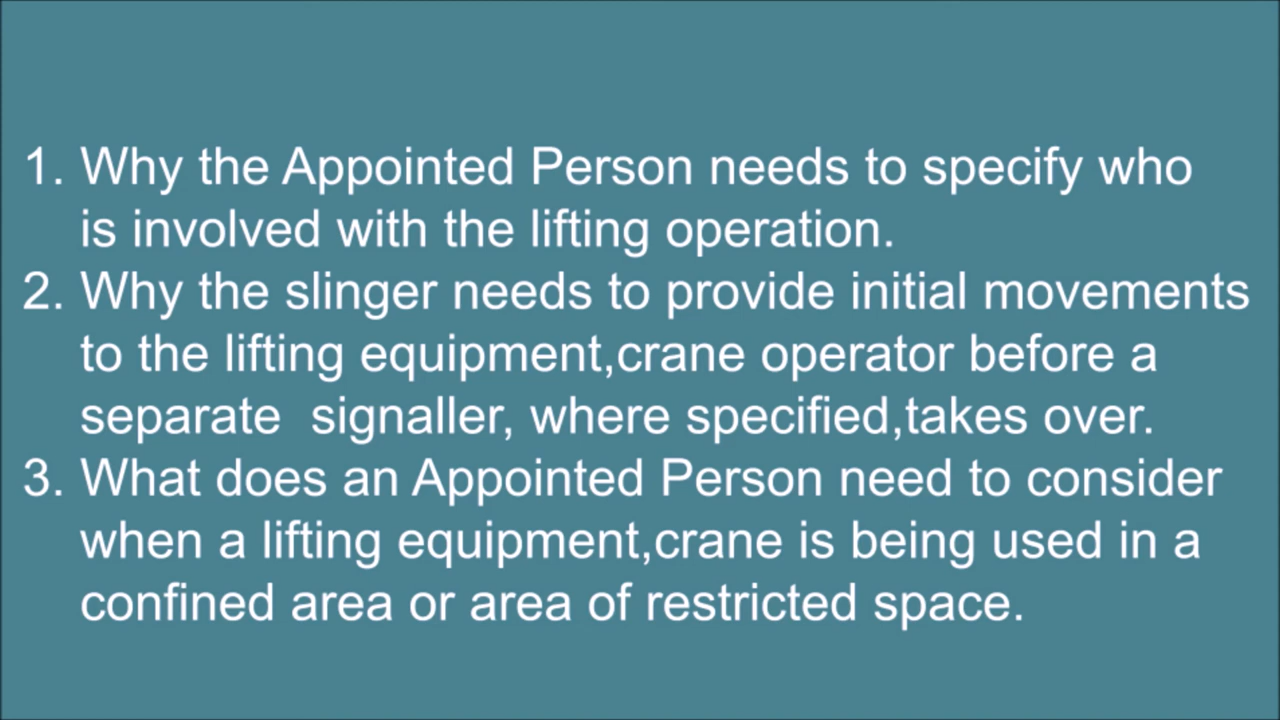 1. Why the Appointed Person needs to specify who
is involved with the lifting operation.
2. Why the slinger needs to provide initial movements
to the lifting equipment,crane operator before a
separate  signaller, where specified,takes over.
3. What does an Appointed Person need to consider
when a lifting equipment,crane is being used in a
confined area or area of restricted space.